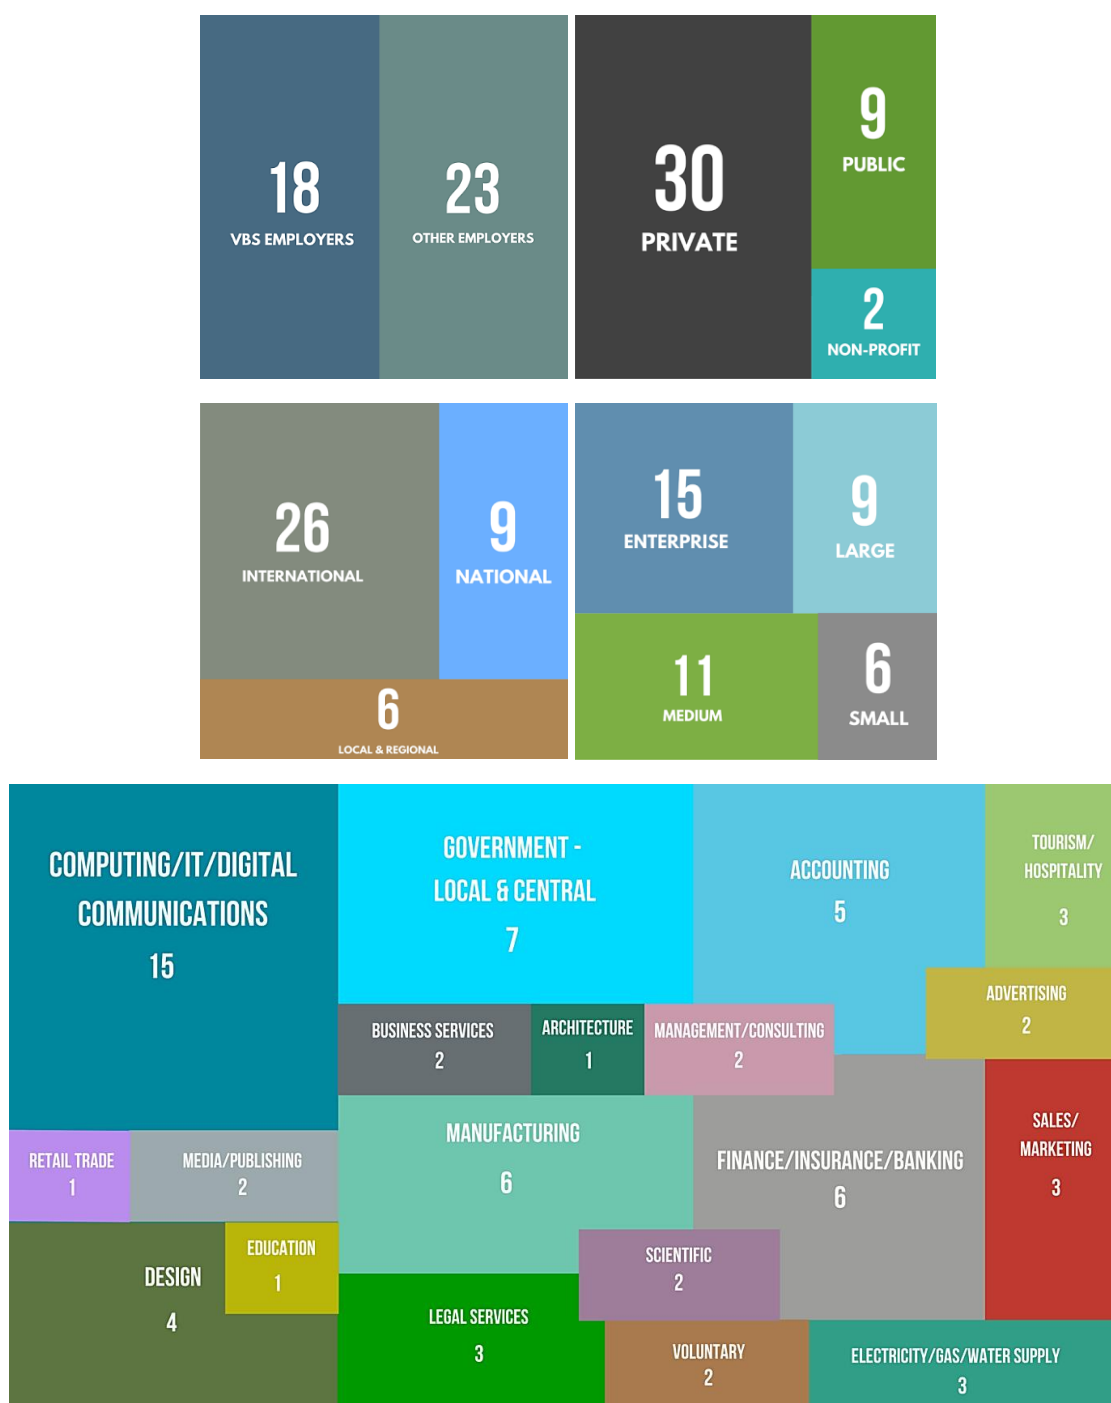 18
VBS EMPLOYERS
23
OTHER EMPLOYERS
30
PRIVATE
9
PUBLIC
2
NON-PROFIT
26
INTERNATIONAL
9
NATIONAL
6
LOCAL & REGIONAL
15
ENTERPRISE
9
LARGE
11
MEDIUM
6
SMALL
COMPUTING/IT/DIGITAL
COMMUNICATIONS
15
GOVERNMENT -
LOCAL & CENTRAL
7
ACCOUNTING
5
TOURISM/
HOSPITALITY
3
ADVERTISING
2
BUSINESS SERVICES
2
ARCHITECTURE
1
MANAGEMENT/CONSULTING
2
RETAIL TRADE
1
MEDIA/PUBLISHING
2
MANUFACTURING
6
FINANCE/INSURANCE/BANKING
6
SALES/
MARKETING
3
DESIGN
4
EDUCATION
1
SCIENTIFIC
2
LEGAL SERVICES
3
VOLUNTARY
2
ELECTRICITY/GAS/WATER SUPPLY
3